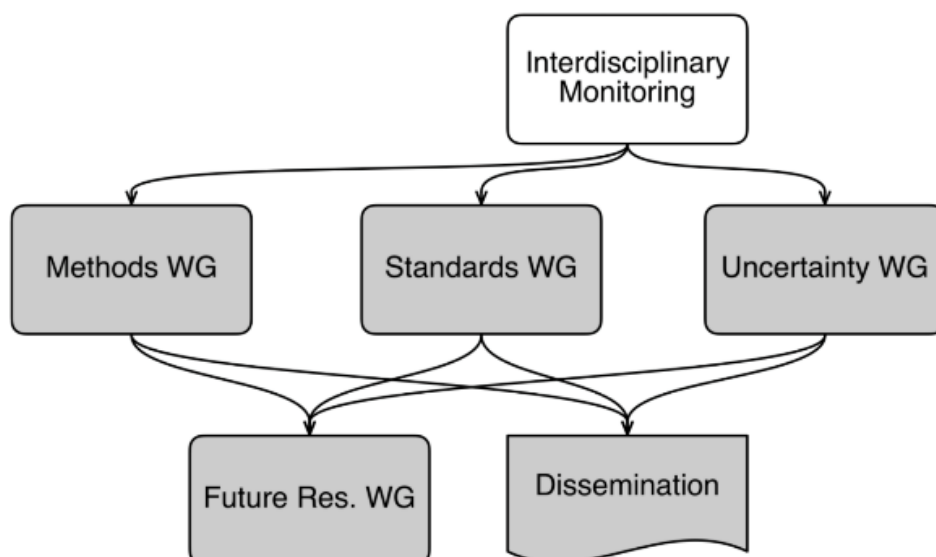 Interdisciplinary
Monitoring
Methods WG
Standards WG
Uncertainty WG
Future Res. WG
Dissemination